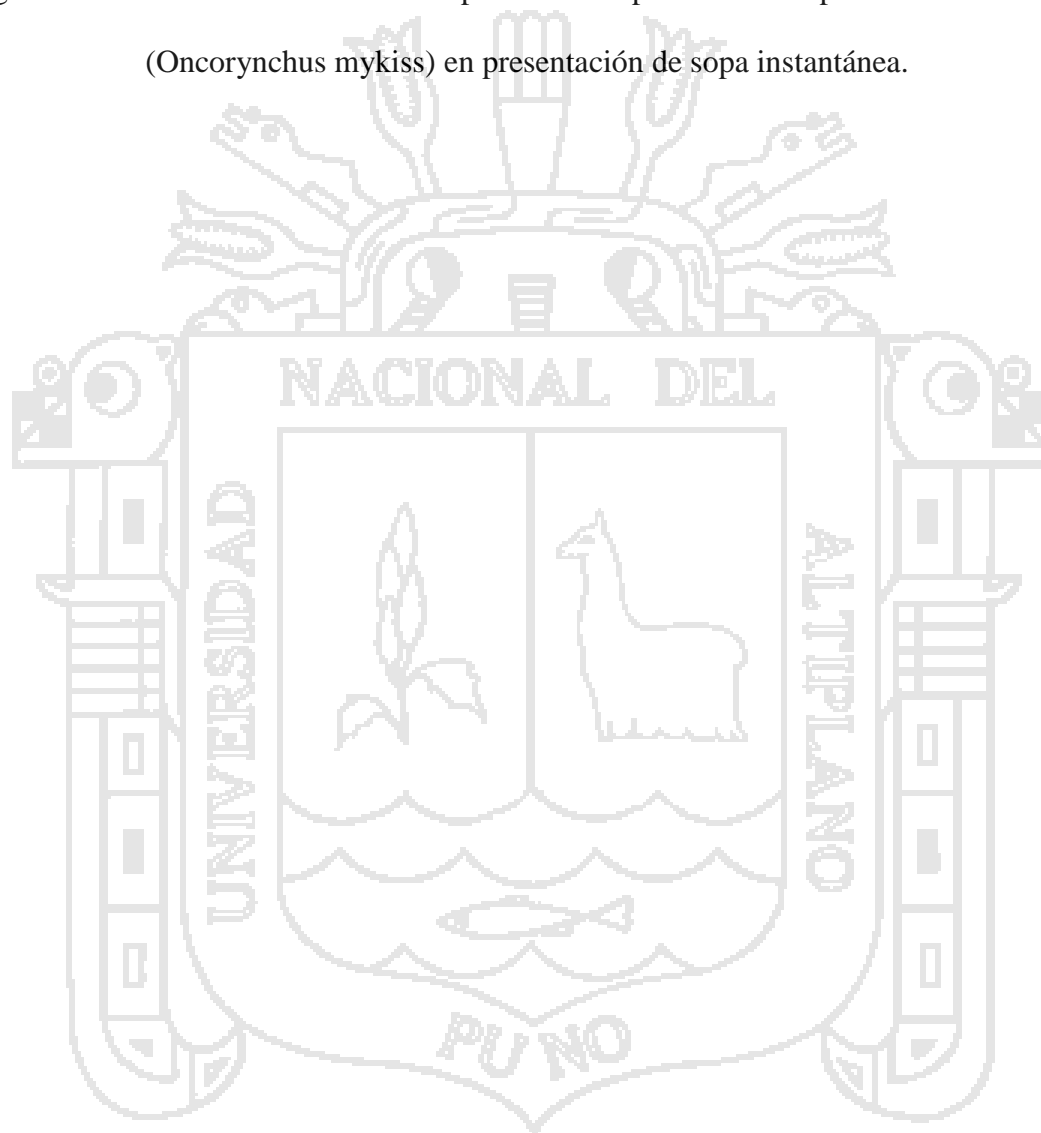 (Oncorynchus mykiss) en presentación de sopa instantánea.
NACIONAL DEL
UNIVERSIDAD
ALTIPLANO
PUNO